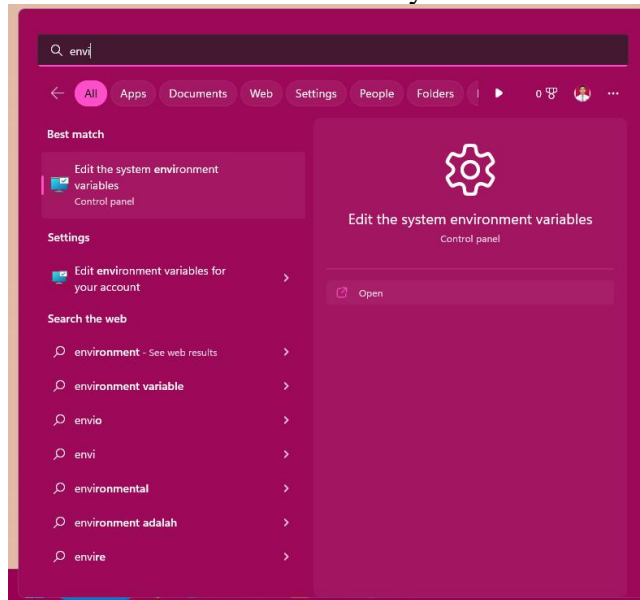 envi
All Apps Documents Web Settings People Folders 0
Best match
Edit the system environment
variables
Control panel
Settings
Edit environment variables for
your account
Search the web
environment - See web results
environment variable
envio
envi
environmental
environment adalah
envire
Edit the system environment variables
Control panel
Open